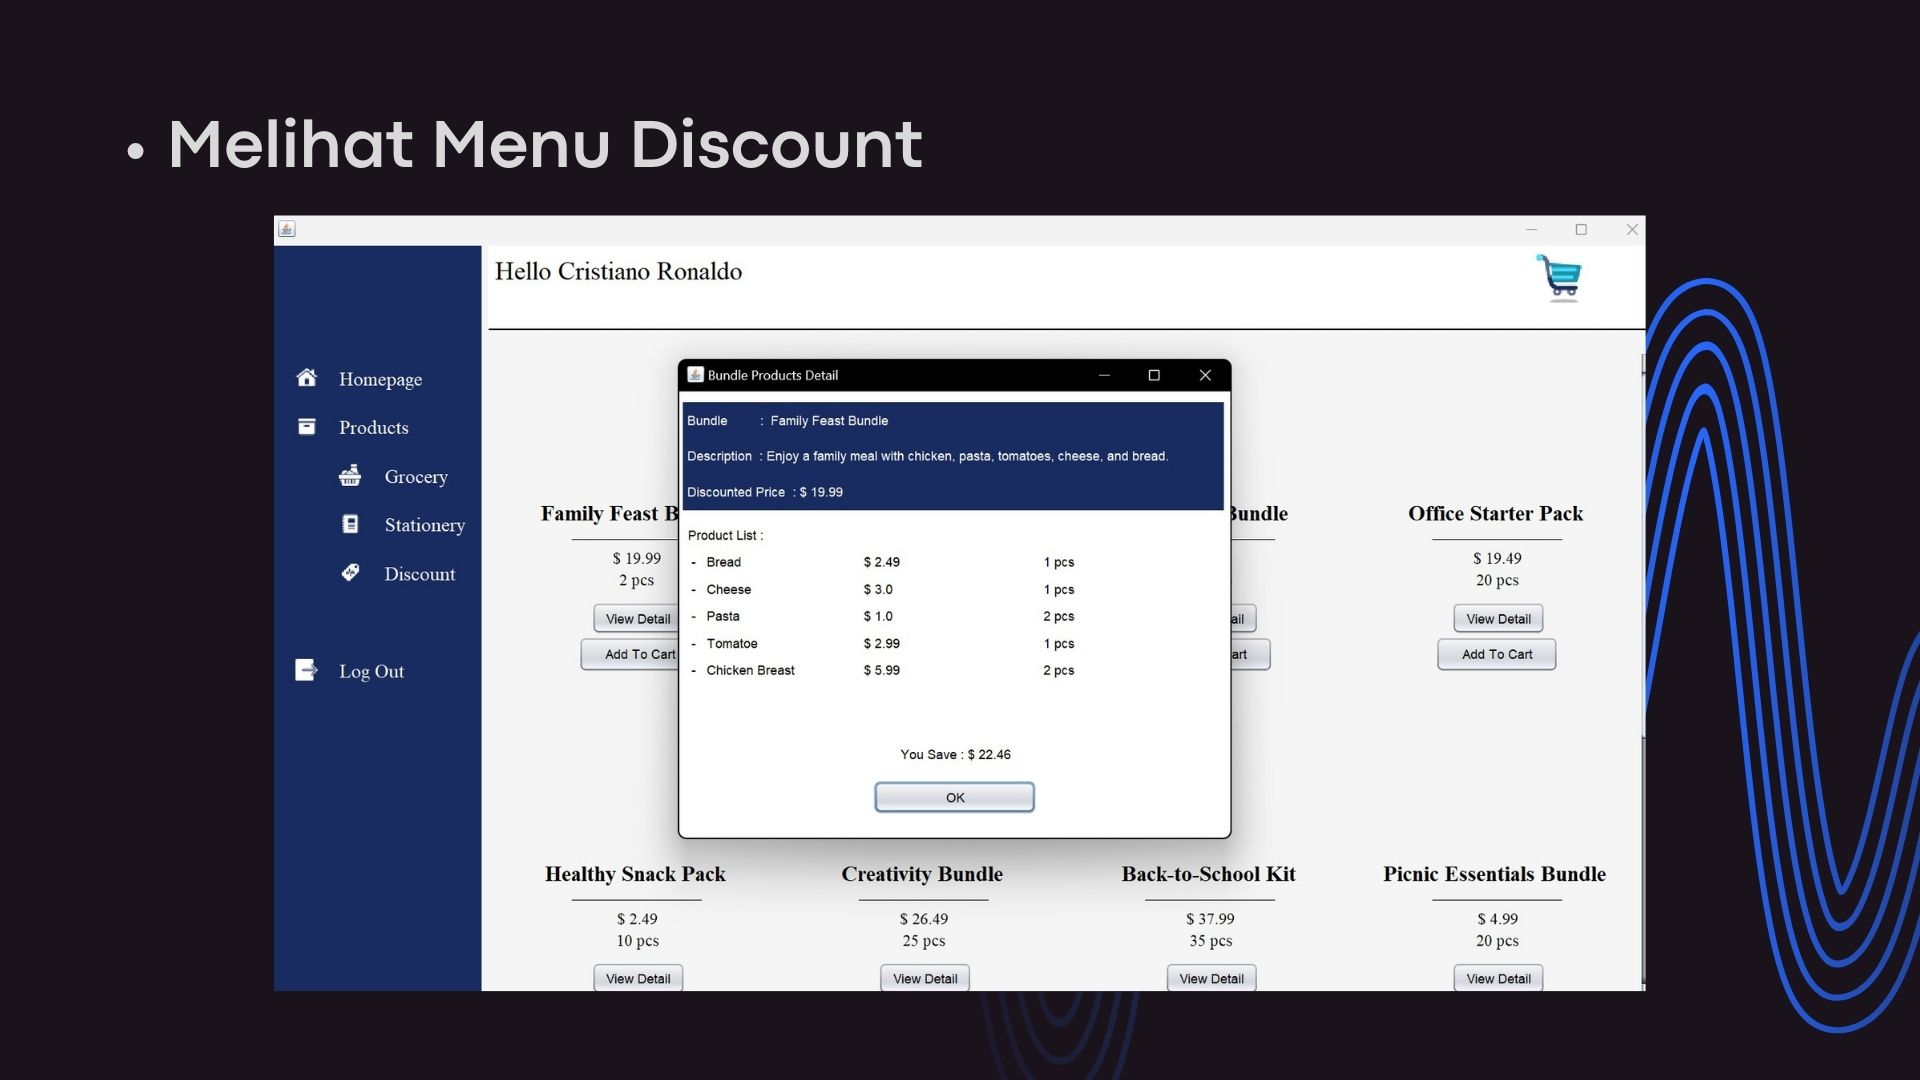 • Melihat Menu Discount
Hello Cristiano Ronaldo
Homepage
Products
Grocery
Stationery
Discount
Log Out
Bundle Products Detail
Bundle : Family Feast Bundle
Description : Enjoy a family meal with chicken, pasta, tomatoes, cheese, and bread.
Discounted Price : $ 19.99
Product List :
- Bread $ 2.49 1 pcs
- Cheese $ 3.0 1 pcs
- Pasta $ 1.0 2 pcs
- Tomatoe $ 2.99 1 pcs
- Chicken Breast $ 5.99 2 pcs
You Save : $ 22.46
OK
Family Feast
$ 19.99
2 pcs
View Detail
Add To Cart
Bundle
Office Starter Pack
$ 19.49
20 pcs
View Detail
Add To Cart
Healthy Snack Pack
$ 2.49
10 pcs
View Detail
Creativity Bundle
$ 26.49
25 pcs
View Detail
Back-to-School Kit
$ 37.99
35 pcs
View Detail
Picnic Essentials Bundle
$ 4.99
20 pcs
View Detail